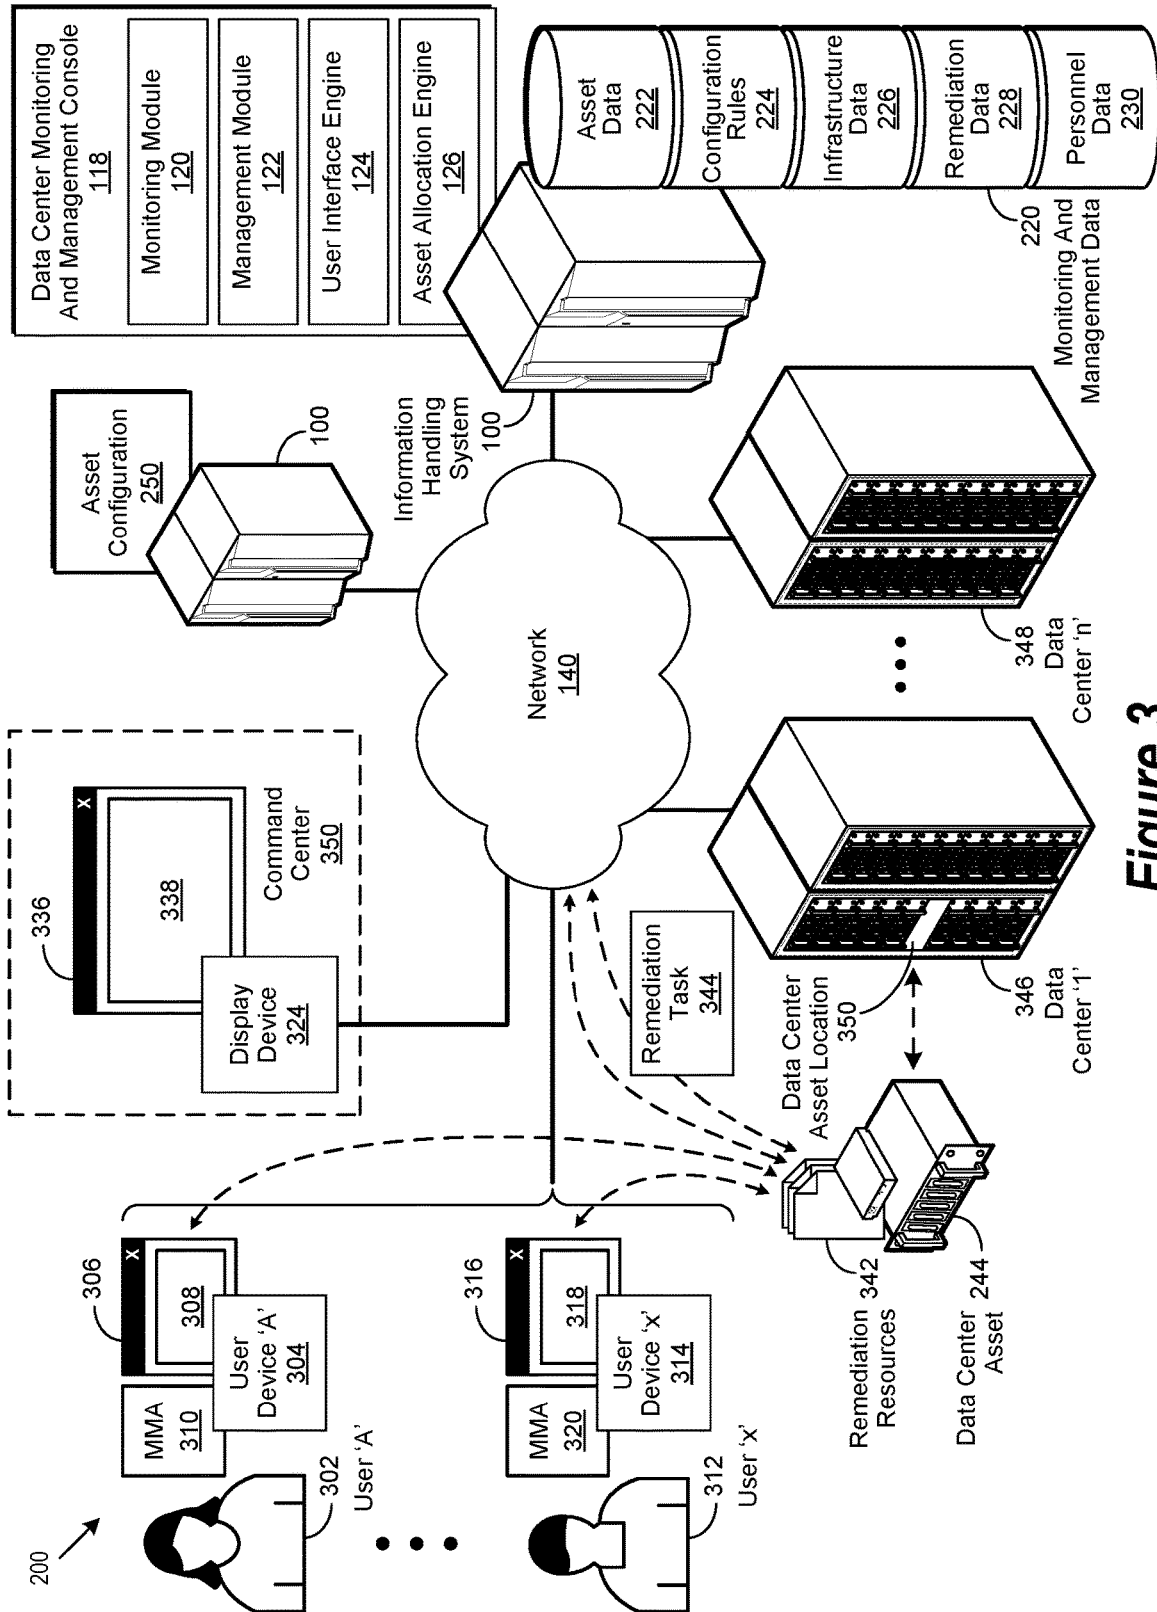 200
302
User 'A'
MMA
310
306
X
308
User
Device 'A'
304
312
User 'x'
MMA
320
316
X
318
User
Device 'x'
314
336
X
338
Display
Device
324
Command
Center
350
Asset
Configuration
250
100
Information
Handling
System
100
Data Center Monitoring
And Management Console
118
Monitoring Module
120
Management Module
122
User Interface Engine
124
Asset Allocation Engine
126
Network
140
Remediation
Task
344
Remediation
Resources
342
Data Center
Asset
244
Data Center
Asset Location
350
346
Data
Center '1'
348
Data
Center 'n'
Monitoring And
Management Data
220
Asset
Data
222
Configuration
Rules
224
Infrastructure
Data
226
Remediation
Data
228
Personnel
Data
230
Figure 3